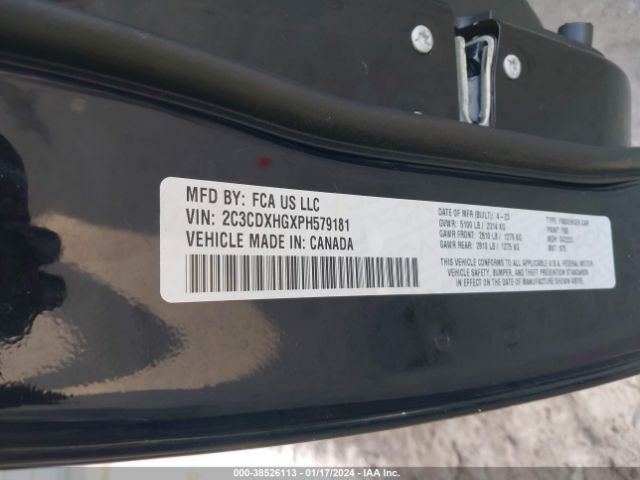 MFD BY: FCA US LLC
VIN: 2C3CDXHGXPH579181
VEHICLE MADE IN: CANADA
DATE OF MFR (BUILT): 4-23
GVWR: 5100 LB / 2314 KG
GAWR FRONT: 2810 LB / 1275 KG
GAWR REAR: 2810 LB / 1275 KG
TYPE: PASSENGER CAR
PAINT:
MDH:
MAT:
THIS VEHICLE CONFORMS TO ALL APPLICABLE U.S.A. FEDERAL MOTOR
VEHICLE SAFETY, BUMPER, AND THEFT PREVENTION STANDARDS
IN EFFECT ON THE DATE OF MANUFACTURE SHOWN ABOVE.
000-38526113 - 01/17/2024 - IAA Inc.